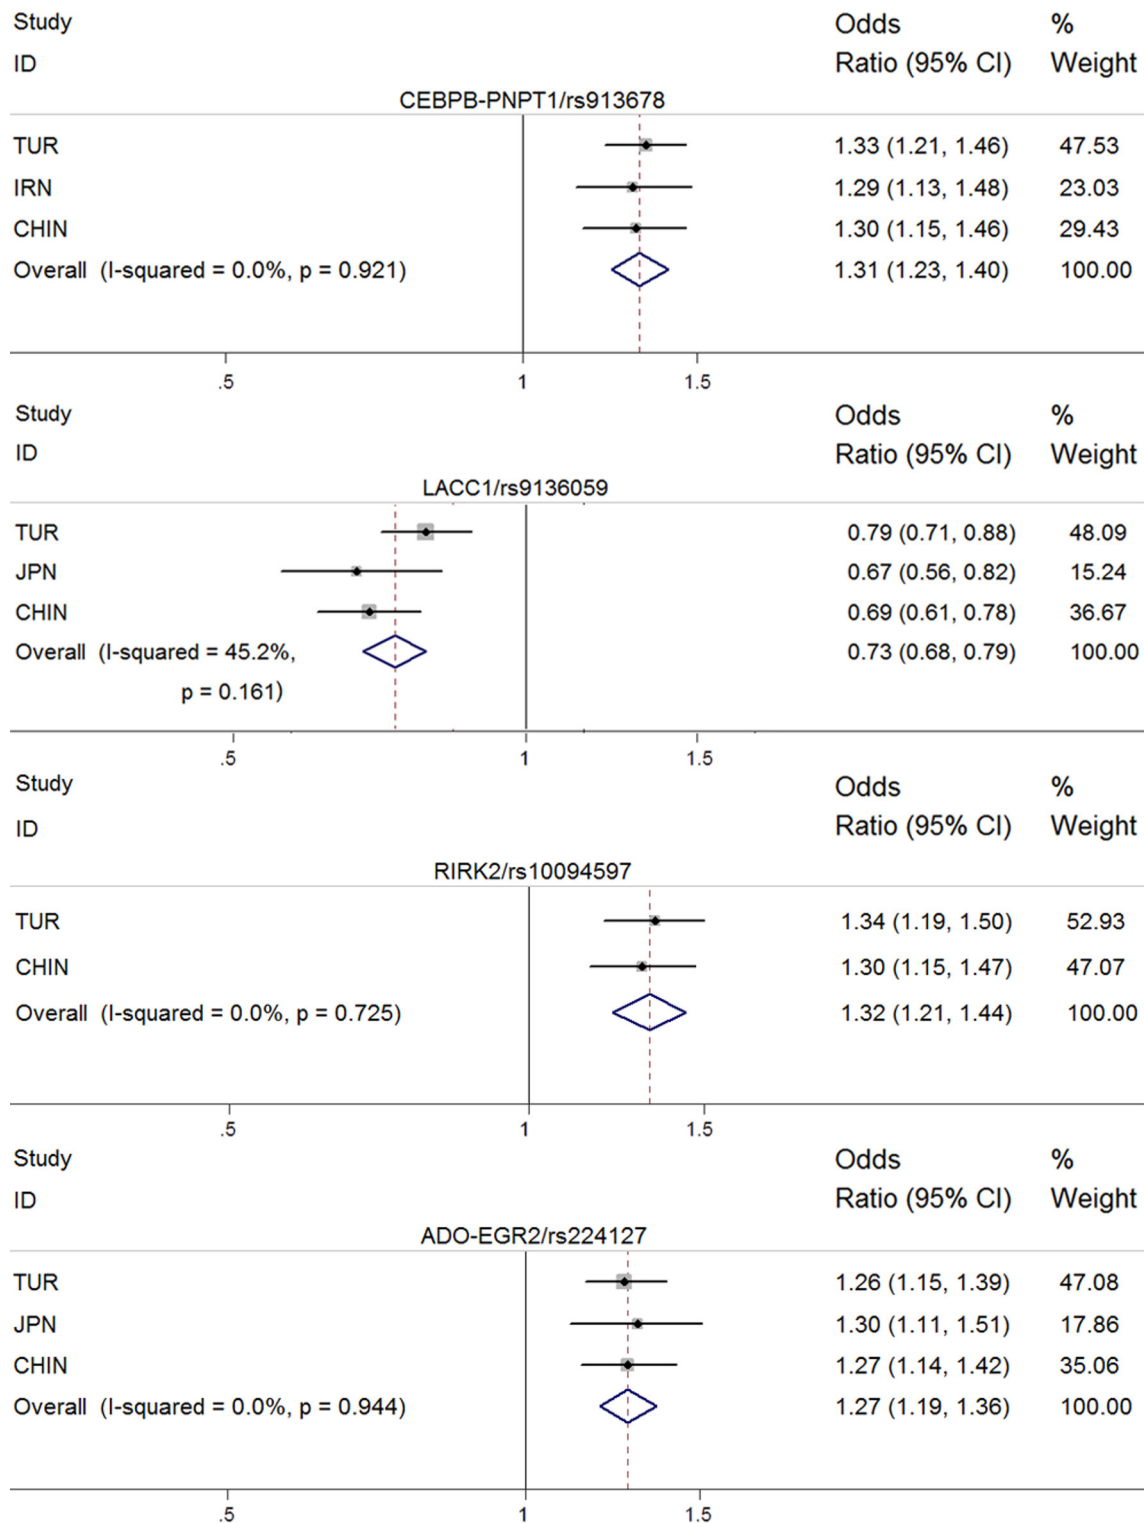 Study Odds %
ID Ratio (95% CI) Weight
CEBPB-PNPT1/rs913678
TUR 1.33 (1.21, 1.46) 47.53
IRN 1.29 (1.13, 1.48) 23.03
CHIN 1.30 (1.15, 1.46) 29.43
Overall (I-squared = 0.0%, p = 0.921) 1.31 (1.23, 1.40) 100.00
.5 1 1.5
Study Odds %
ID Ratio (95% CI) Weight
LACC1/rs9136059
TUR 0.79 (0.71, 0.88) 48.09
JPN 0.67 (0.56, 0.82) 15.24
CHIN 0.69 (0.61, 0.78) 36.67
Overall (I-squared = 45.2%, 0.73 (0.68, 0.79) 100.00
p = 0.161)
.5 1 1.5
Study Odds %
ID Ratio (95% CI) Weight
RIRK2/rs10094597
TUR 1.34 (1.19, 1.50) 52.93
CHIN 1.30 (1.15, 1.47) 47.07
Overall (I-squared = 0.0%, p = 0.725) 1.32 (1.21, 1.44) 100.00
.5 1 1.5
Study Odds %
ID Ratio (95% CI) Weight
ADO-EGR2/rs224127
TUR 1.26 (1.15, 1.39) 47.08
JPN 1.30 (1.11, 1.51) 17.86
CHIN 1.27 (1.14, 1.42) 35.06
Overall (I-squared = 0.0%, p = 0.944) 1.27 (1.19, 1.36) 100.00
.5 1 1.5